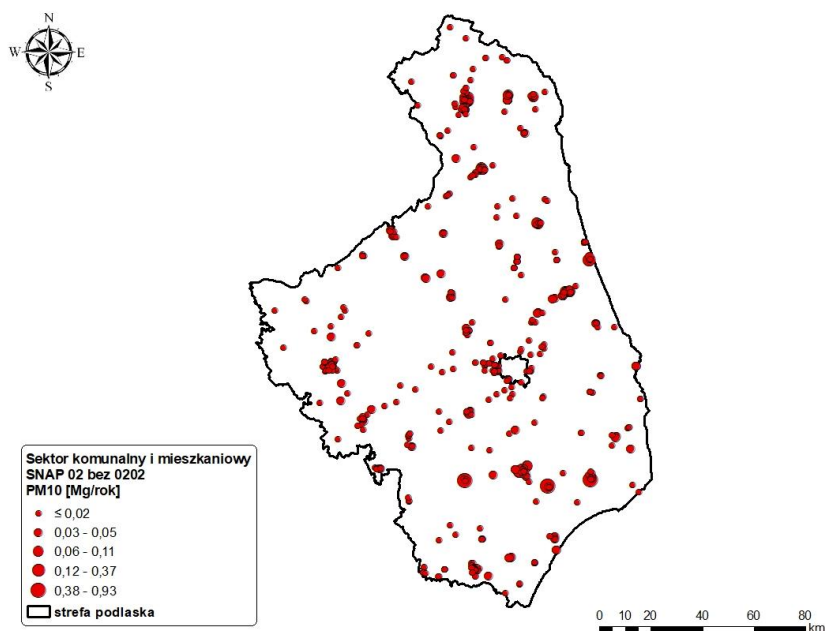 N
W E
S
Sektor komunalny i mieszkaniowy
SNAP 02 bez 0202
PM10 [Mg/rok]
≤ 0,02
0,03 - 0,05
0,06 - 0,11
0,12 - 0,37
0,38 - 0,93
strefa podlaska
0 10 20 40 60 80
km